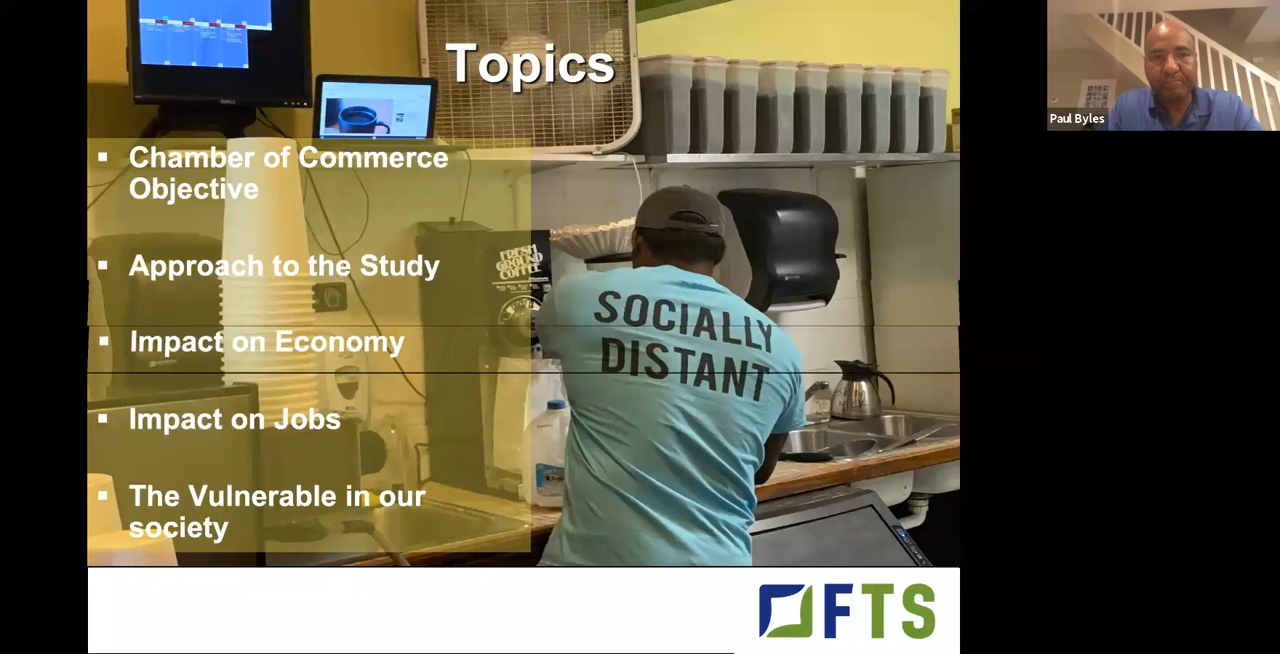 Topics
Paul Byles
▪ Chamber of Commerce
Objective
▪ Approach to the Study
FRESH
GROUND
COFFEE
SOCIALLY
DISTANT
▪ Impact on Economy
▪ Impact on Jobs
▪ The Vulnerable in our
society
FTS